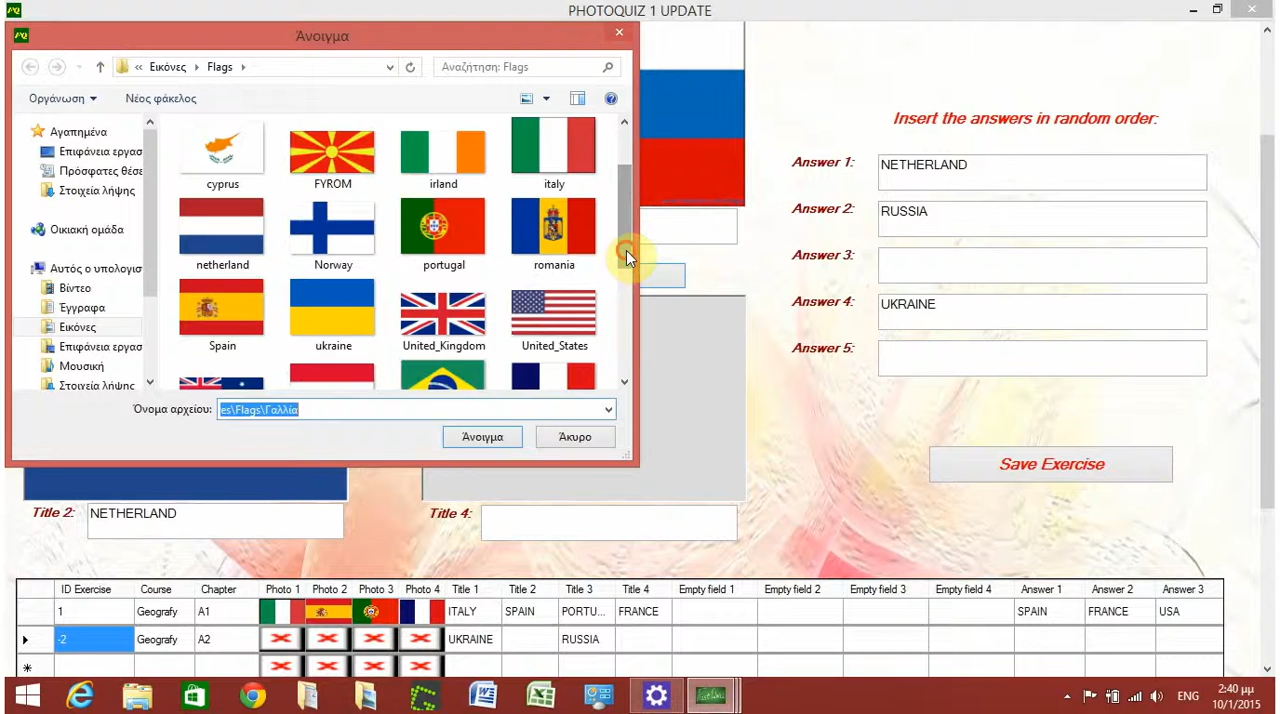 PHOTOQUIZ 1 UPDATE
Άνοιγμα
Εικόνες
Flags
Αναζήτηση: Flags
Οργάνωση
Νέος φάκελος
Αγαπημένα
Επιφάνεια εργασ
Πρόσφατες θέσε
Στοιχεία λήψης
Οικιακή ομάδα
Αυτός ο υπολογισ
Βίντεο
Έγγραφα
Εικόνες
Επιφάνεια εργασ
Μουσική
Στοιχεία λήψης
cyprus
FYROM
irland
italy
netherland
Norway
portugal
romania
Spain
ukraine
United_Kingdom
United_States
Όνομα αρχείου:
es\Flags\Γαλλία
Άνοιγμα
Άκυρο
Insert the answers in random order:
Answer 1: NETHERLAND
Answer 2: RUSSIA
Answer 3:
Answer 4: UKRAINE
Answer 5:
Save Exercise
Title 2: NETHERLAND
Title 4:
ID Exercise Course Chapter Photo 1 Photo 2 Photo 3 Photo 4 Title 1 Title 2 Title 3 Title 4 Empty field 1 Empty field 2 Empty field 3 Empty field 4 Answer 1 Answer 2 Answer 3
1 Geografy A1 ITALY SPAIN PORTU... FRANCE SPAIN FRANCE USA
-2 Geografy A2 UKRAINE RUSSIA
ENG
2:40 μμ
10/1/2015